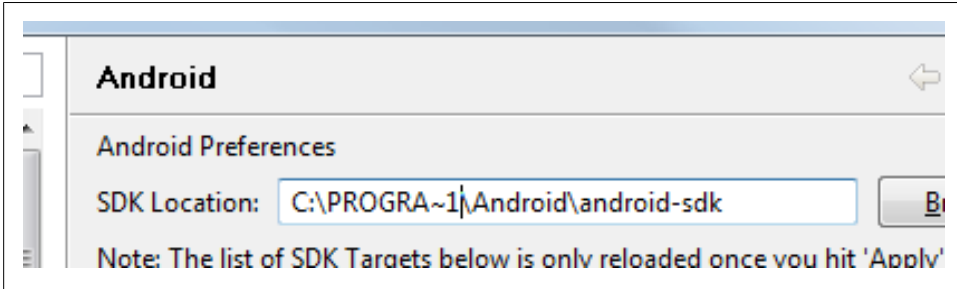 Android
Android Preferences
SDK Location: C:\PROGRA~1\Android\android-sdk
Note: The list of SDK Targets below is only reloaded once you hit 'Apply'